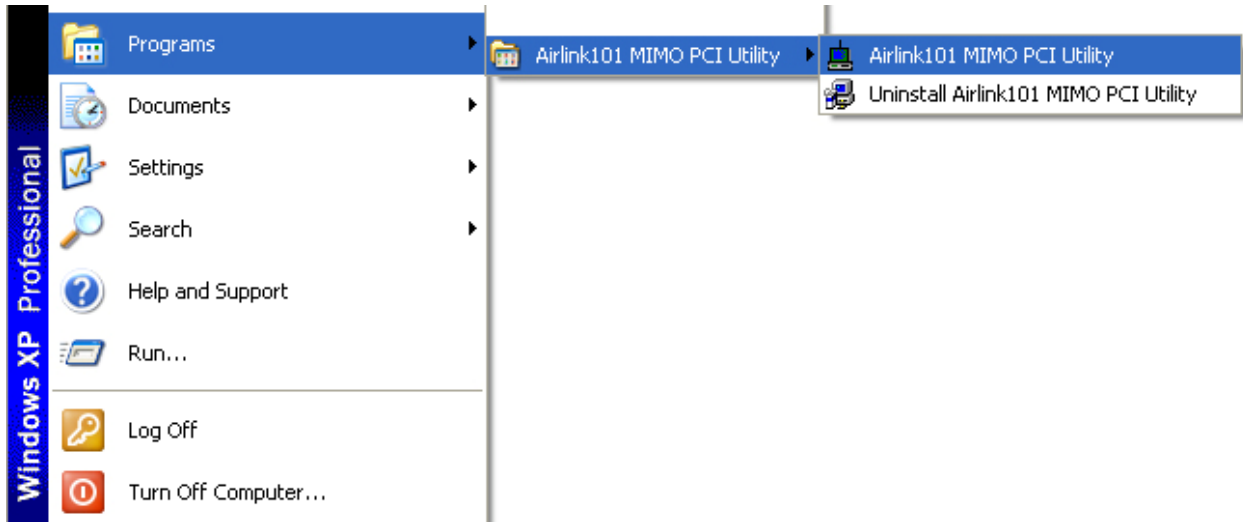 Windows XP Professional
Programs
Airlink101 MIMO PCI Utility
Airlink101 MIMO PCI Utility
Uninstall Airlink101 MIMO PCI Utility
Documents
Settings
Search
Help and Support
Run...
Log Off
Turn Off Computer...